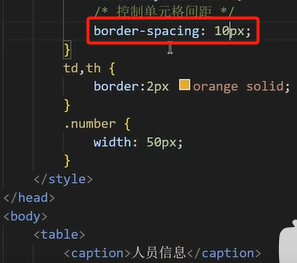 /* 控制单元格间距 */
border-spacing: 10px;
}
td,th {
border:2px orange solid;
}
.number {
width: 50px;
}
</style>
</head>
<body>
<table>
<caption>人员信息</caption>